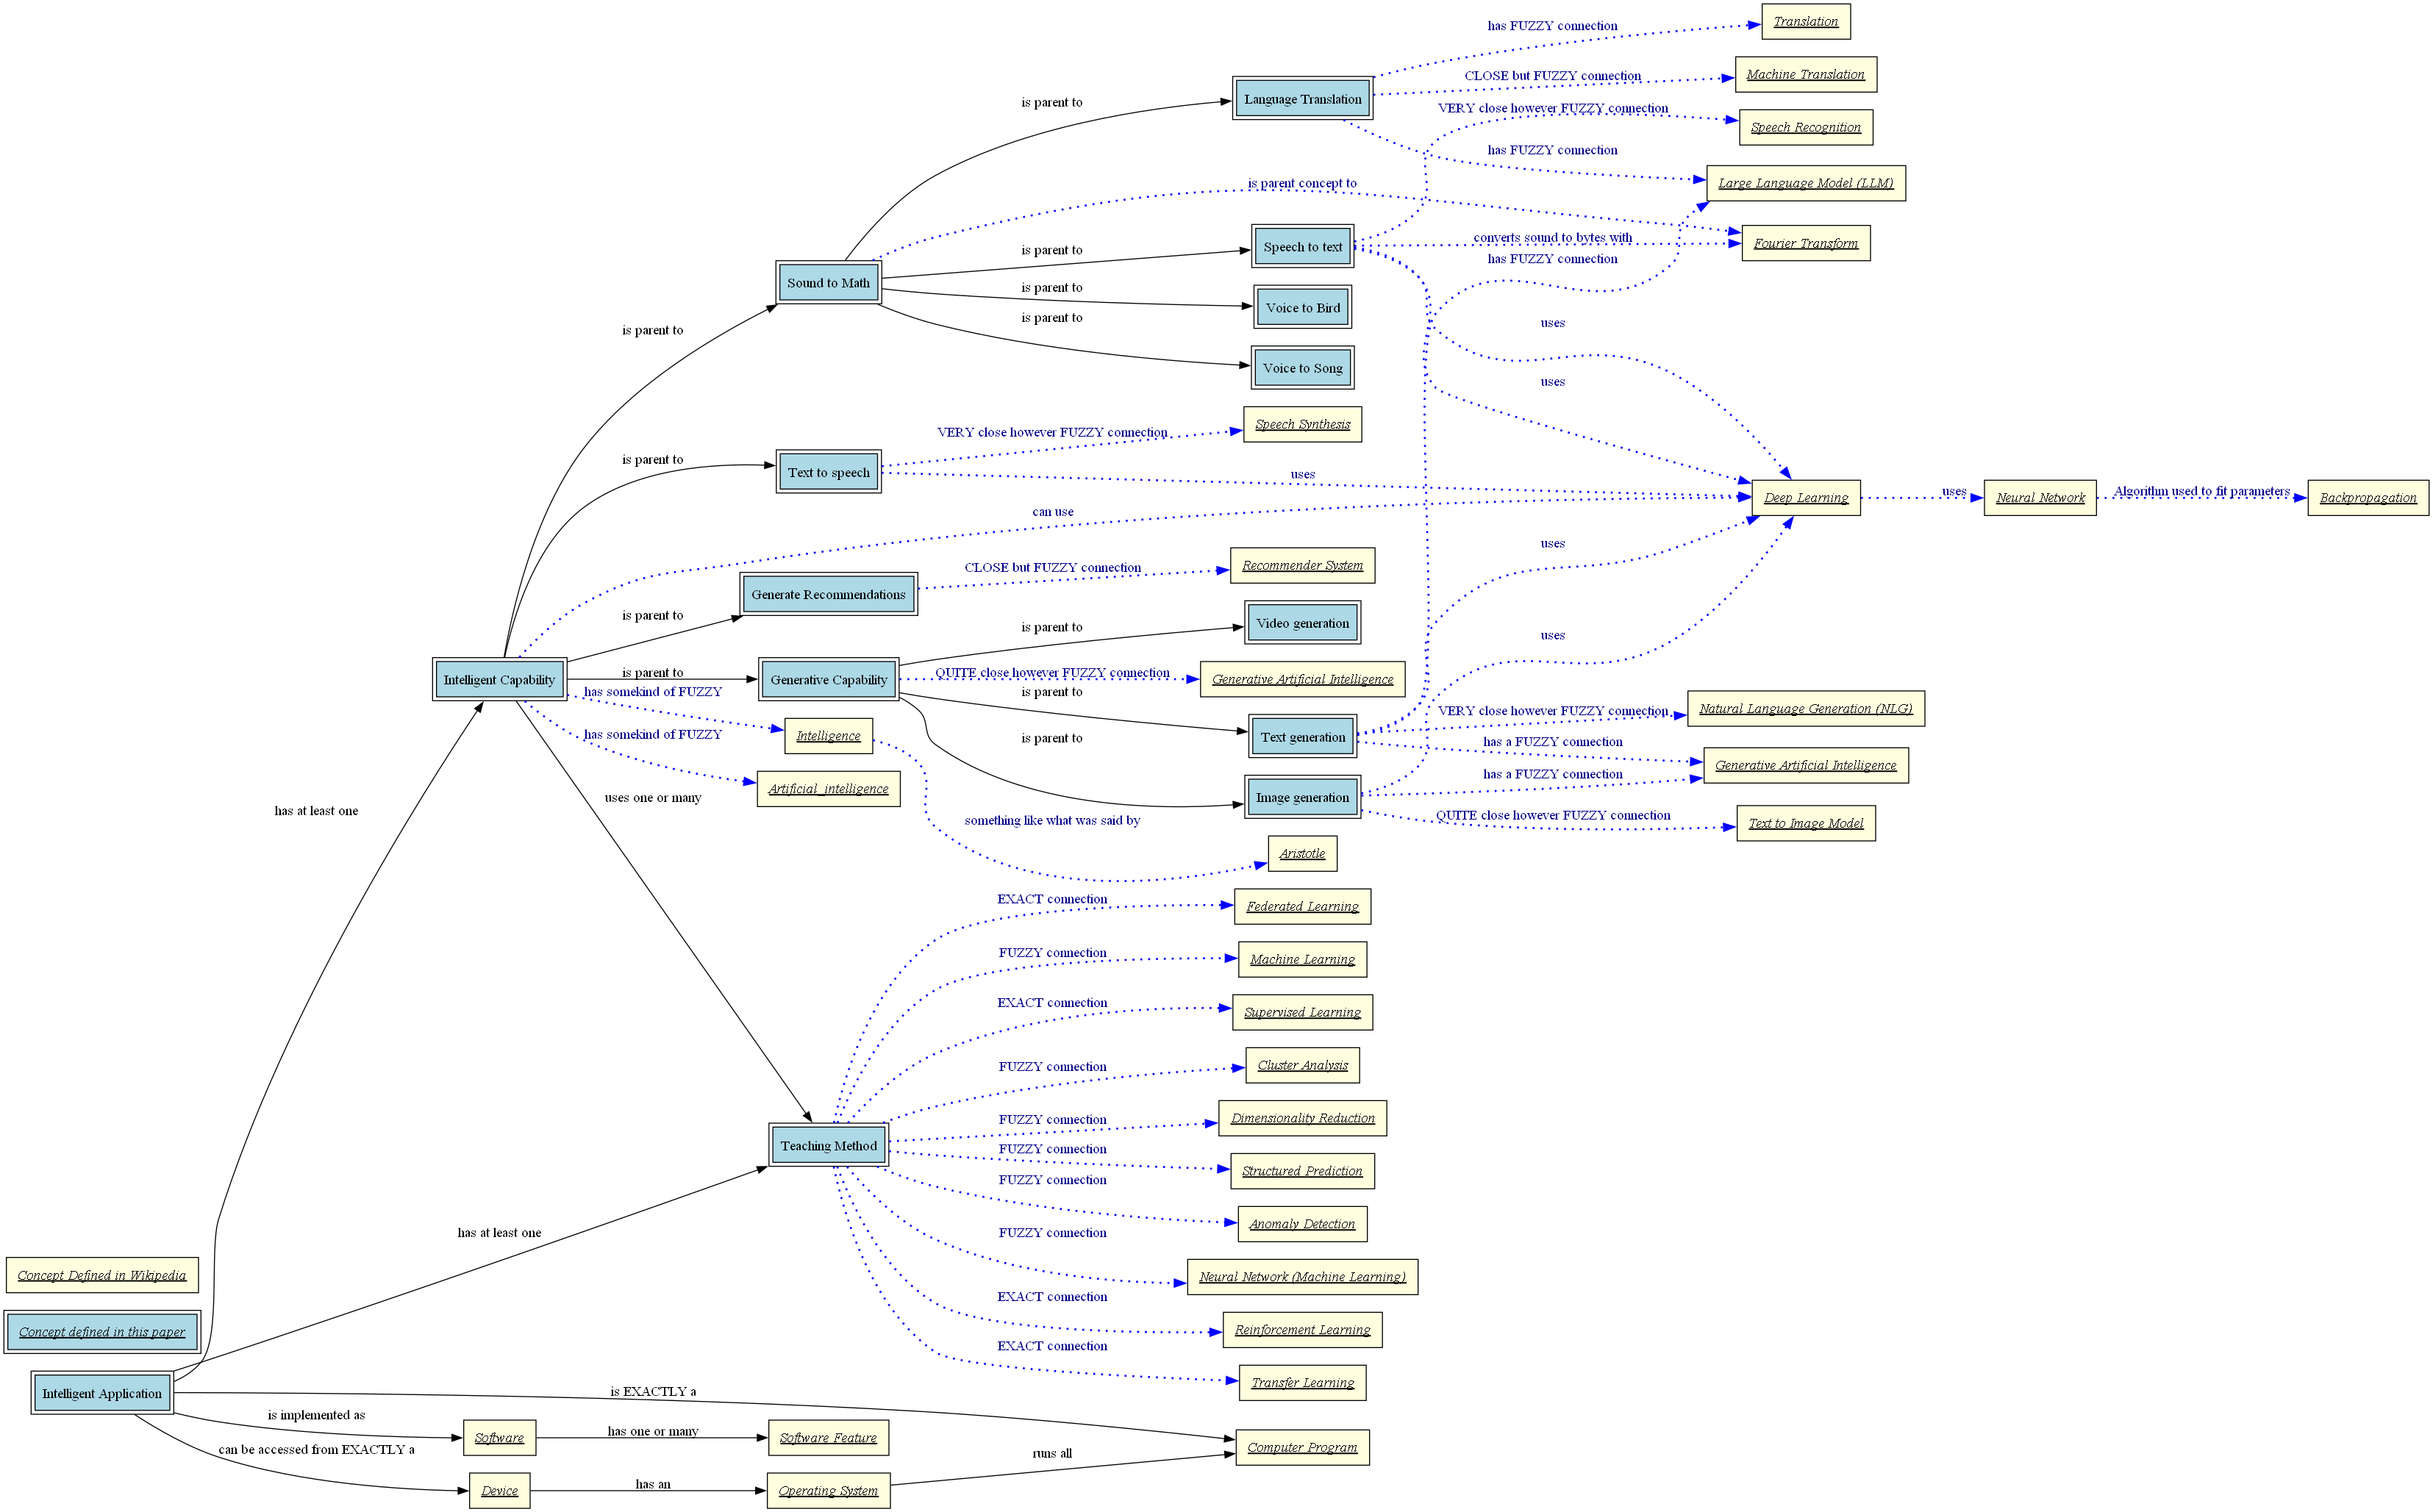 has FUZZY connection
Translation
Language Translation
CLOSE but FUZZY connection
Machine Translation
is parent to
VERY close however FUZZY connection
Speech Recognition
has FUZZY connection
Large Language Model (LLM)
is parent concept to
Speech to text
converts sound to bytes with
Fourier Transform
is parent to
has FUZZY connection
Sound to Math
is parent to
Voice to Bird
is parent to
uses
is parent to
Voice to Song
uses
Speech Synthesis
VERY close however FUZZY connection
is parent to
Text to speech
uses
Deep Learning
uses
Neural Network
Algorithm used to fit parameters
Backpropagation
can use
uses
CLOSE but FUZZY connection
Recommender System
Generate Recommendations
is parent to
is parent to
Video generation
uses
Intelligent Capability
is parent to
Generative Capability
QUITE close however FUZZY connection
Generative Artificial Intelligence
has somekind of FUZZY
is parent to
VERY close however FUZZY connection
Natural Language Generation (NLG)
has somekind of FUZZY
Intelligence
is parent to
Text generation
has a FUZZY connection
Generative Artificial Intelligence
has a FUZZY connection
Artificial_intelligence
uses one or many
Image generation
has at least one
something like what was said by
QUITE close however FUZZY connection
Text to Image Model
Aristotle
EXACT connection
Federated Learning
FUZZY connection
Machine Learning
EXACT connection
Supervised Learning
FUZZY connection
Cluster Analysis
FUZZY connection
Dimensionality Reduction
Teaching Method
FUZZY connection
Structured Prediction
FUZZY connection
Anomaly Detection
has at least one
FUZZY connection
Neural Network (Machine Learning)
Concept Defined in Wikipedia
EXACT connection
Reinforcement Learning
Concept defined in this paper
EXACT connection
Transfer Learning
Intelligent Application
is EXACTLY a
is implemented as
Software
has one or many
Software Feature
Computer Program
can be accessed from EXACTLY a
runs all
Device
has an
Operating System